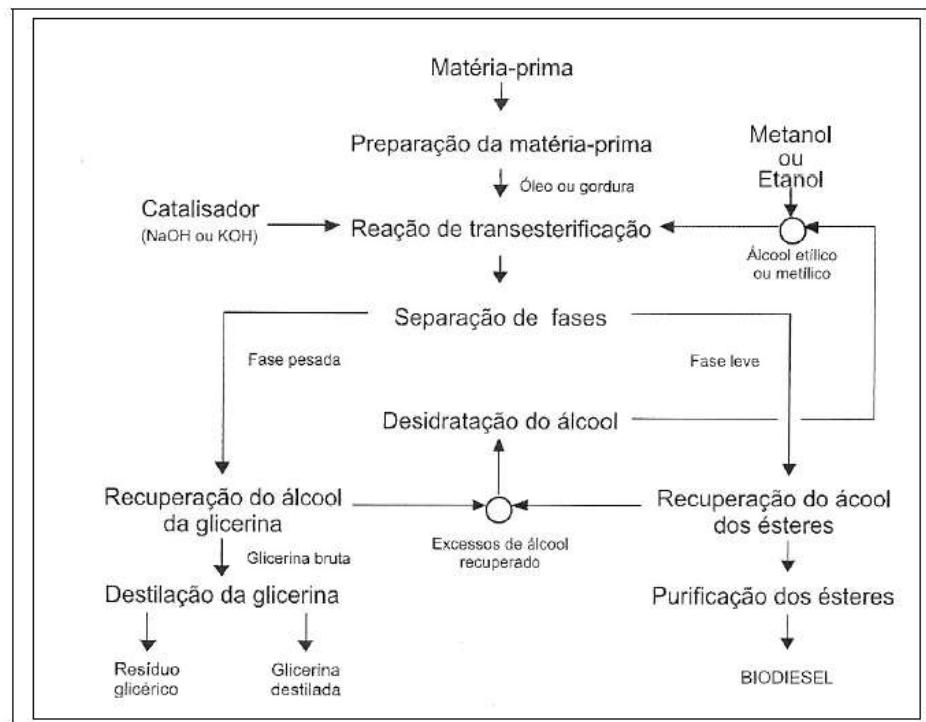 Matéria-prima
Preparação da matéria-prima
Metanol
ou
Etanol
Óleo ou gordura
Catalisador
(NaOH ou KOH)
Reação de transesterificação
Álcool etílico
ou metílico
Separação de fases
Fase pesada
Fase leve
Desidratação do álcool
Recuperação do álcool
da glicerina
Excessos de álcool
recuperado
Recuperação do ácool
dos ésteres
Glicerina bruta
Destilação da glicerina
Purificação dos ésteres
Resíduo
glicérico
Glicerina
destilada
BIODIESEL